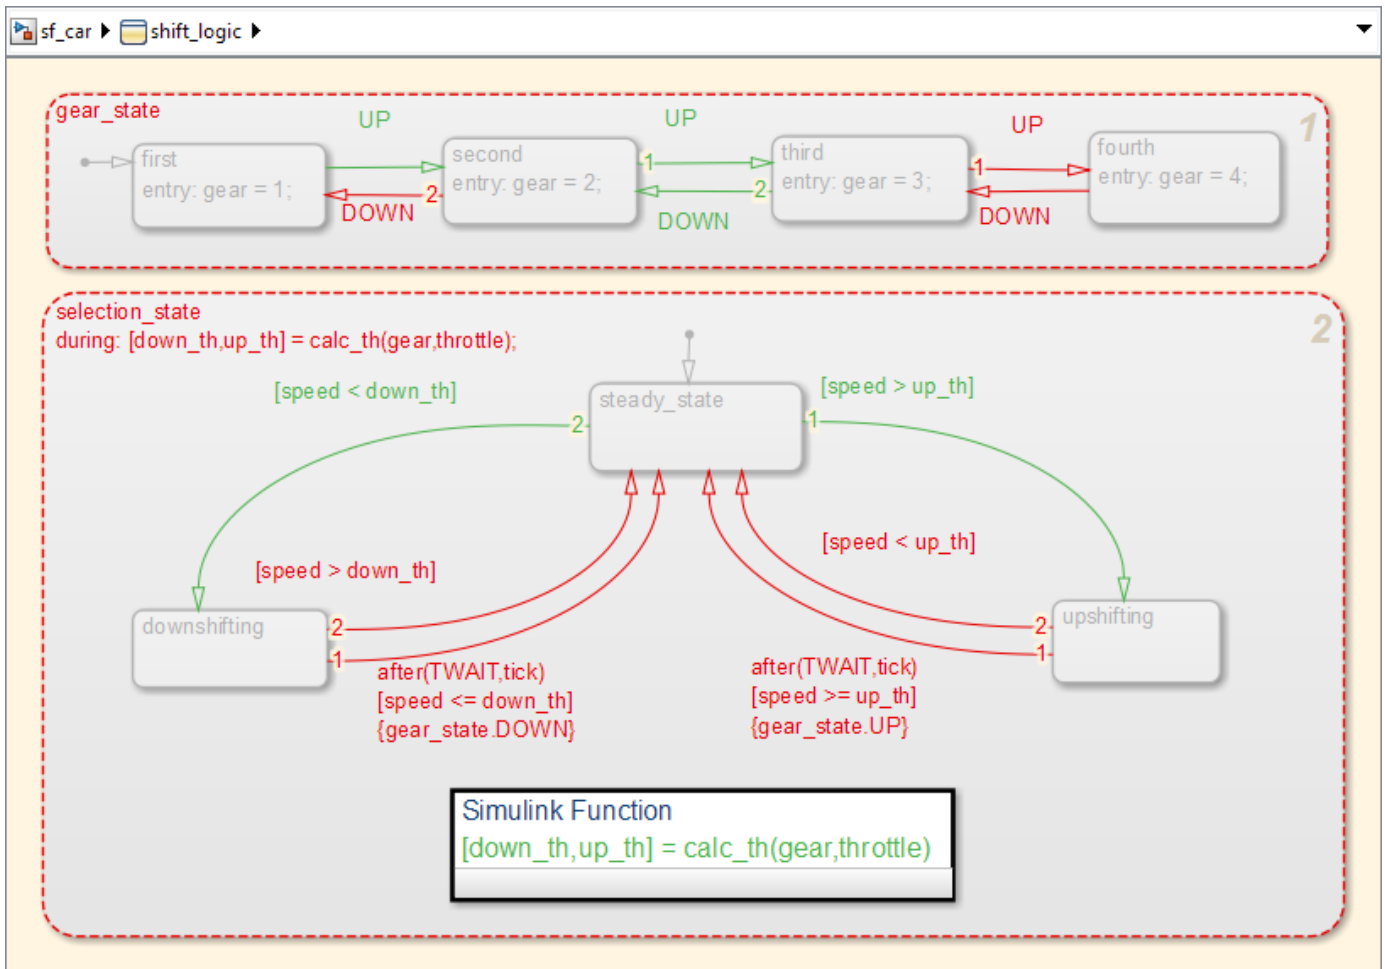 sf_car shift_logic
gear_state
1
UP
UP
UP
first
entry: gear = 1;
second
entry: gear = 2;
third
entry: gear = 3;
fourth
entry: gear = 4;
1
1
2
2
DOWN
DOWN
DOWN
selection_state
during: [down_th,up_th] = calc_th(gear,throttle);
2
[speed < down_th]
steady_state
[speed > up_th]
2
1
[speed > down_th]
[speed < up_th]
downshifting
upshifting
2
1
2
1
after(TWAIT,tick)
[speed <= down_th]
{gear_state.DOWN}
after(TWAIT,tick)
[speed >= up_th]
{gear_state.UP}
Simulink Function
[down_th,up_th] = calc_th(gear,throttle)